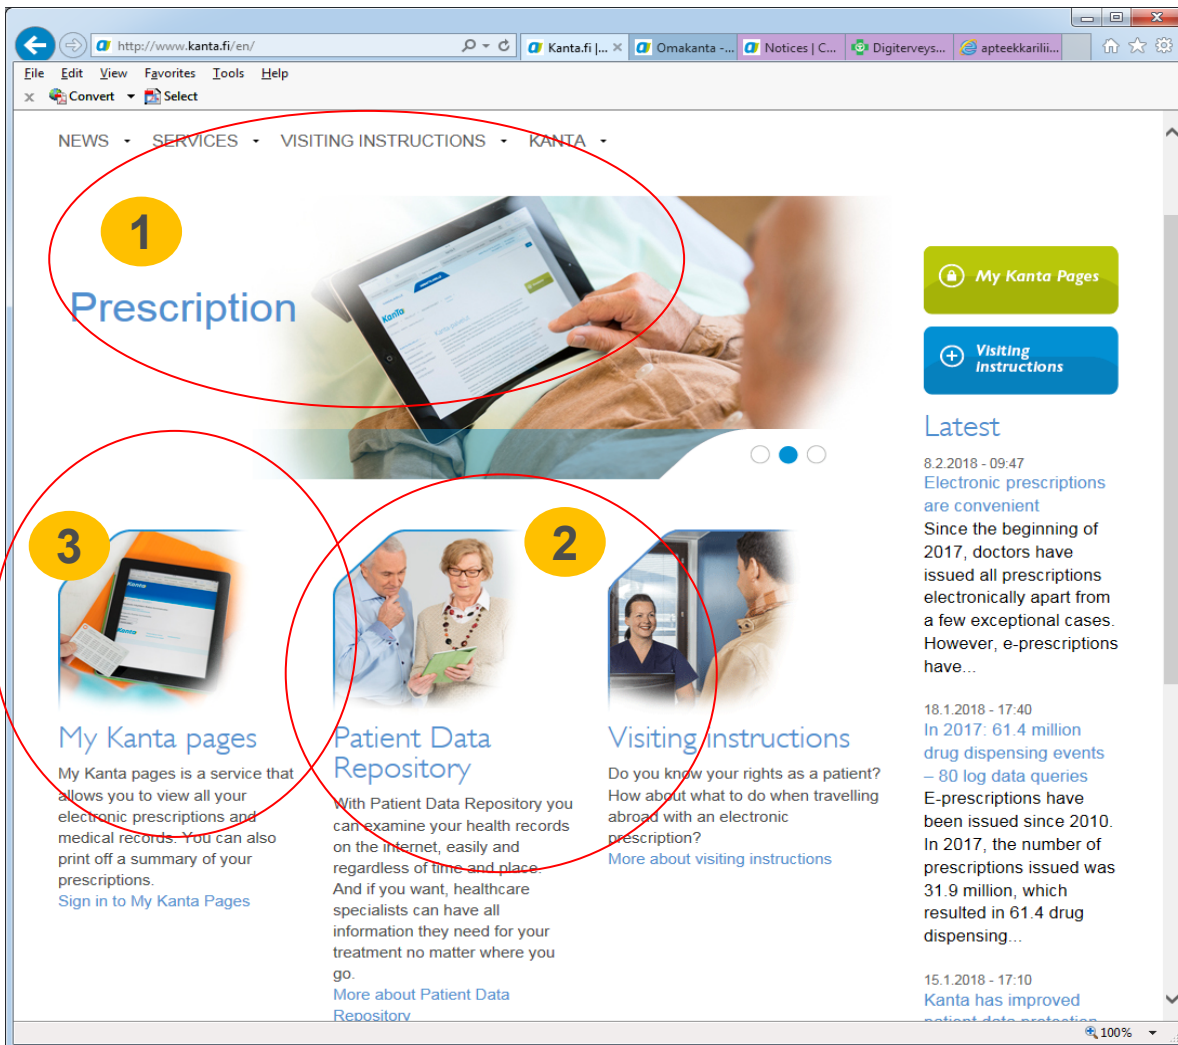 http://www.kanta.fi/en/
Kanta.fi |...
Omakanta -...
Notices | C...
Digiterveys...
apteekkarilii...
File Edit View Favorites Tools Help
x Convert Select
NEWS SERVICES VISITING INSTRUCTIONS KANTA
1
Prescription
Kanta
My Kanta Pages
Visiting
Instructions
Latest
8.2.2018 - 09:47
Electronic prescriptions
are convenient
Since the beginning of
2017, doctors have
issued all prescriptions
electronically apart from
a few exceptional cases.
However, e-prescriptions
have...
18.1.2018 - 17:40
In 2017: 61.4 million
drug dispensing events
– 80 log data queries
E-prescriptions have
been issued since 2010.
In 2017, the number of
prescriptions issued was
31.9 million, which
resulted in 61.4 drug
dispensing...
15.1.2018 - 17:10
Kanta has improved
patient data protection
3
Kanta
Kanta
My Kanta pages
My Kanta pages is a service that
allows you to view all your
electronic prescriptions and
medical records. You can also
print off a summary of your
prescriptions.
Sign in to My Kanta Pages
2
Patient Data
Repository
With Patient Data Repository you
can examine your health records
on the internet, easily and
regardless of time and place.
And if you want, healthcare
specialists can have all
information they need for your
treatment no matter where you
go.
More about Patient Data
Repository
Visiting instructions
Do you know your rights as a patient?
How about what to do when travelling
abroad with an electronic
prescription?
More about visiting instructions
100%